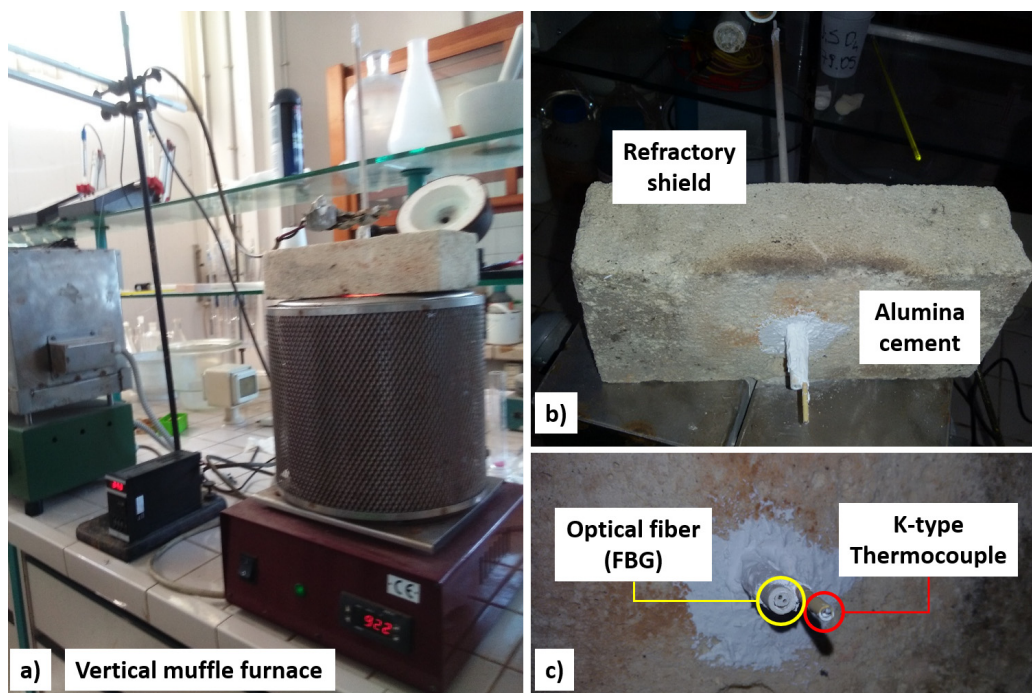 a)
Vertical muffle furnace
922
CE
Refractory
shield
Alumina
cement
b)
Optical fiber
(FBG)
K-type
Thermocouple
c)